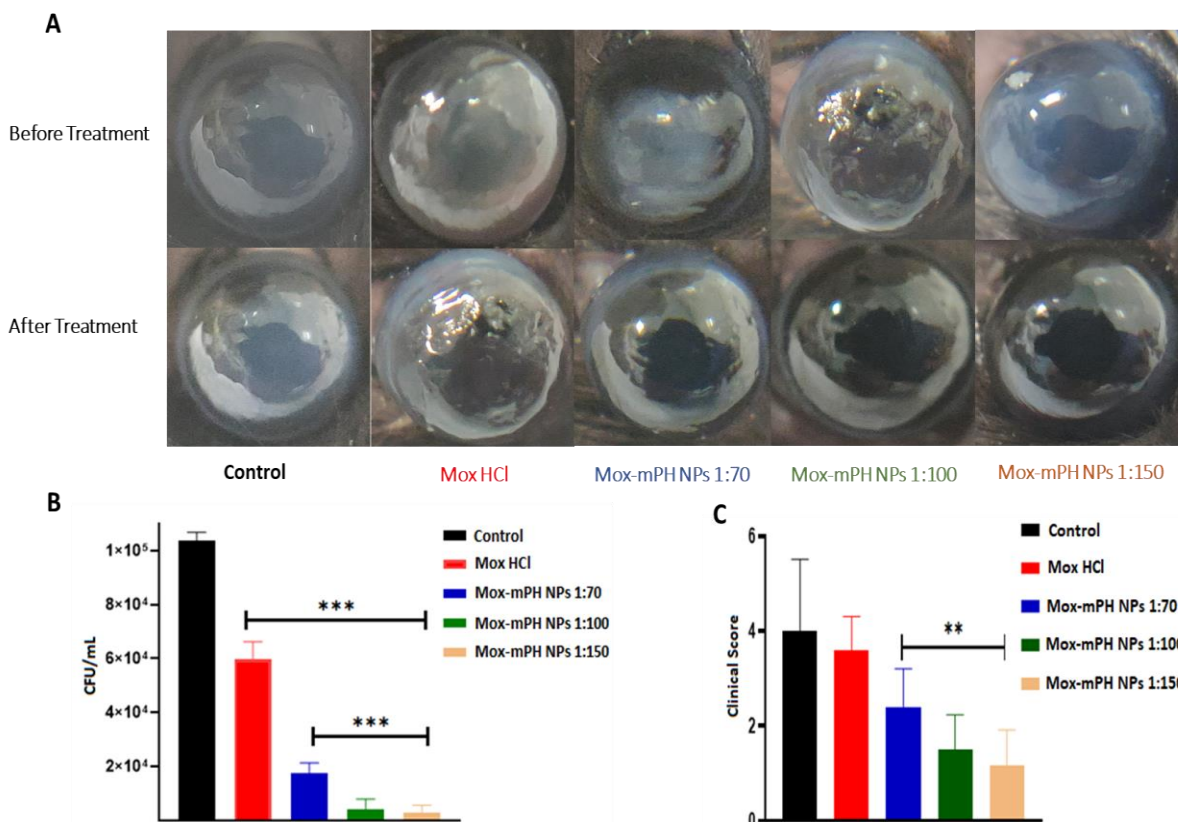 A
Before Treatment
After Treatment
Control
Mox HCl
Mox-mPH NPs 1:70
Mox-mPH NPs 1:100
Mox-mPH NPs 1:150
B
CFU/mL
1×10⁵
8×10⁴
6×10⁴
4×10⁴
2×10⁴
***
***
Control
Mox HCl
Mox-mPH NPs 1:70
Mox-mPH NPs 1:100
Mox-mPH NPs 1:150
C
Clinical Score
6
4
2
0
**
Control
Mox HCl
Mox-mPH NPs 1:70
Mox-mPH NPs 1:100
Mox-mPH NPs 1:150